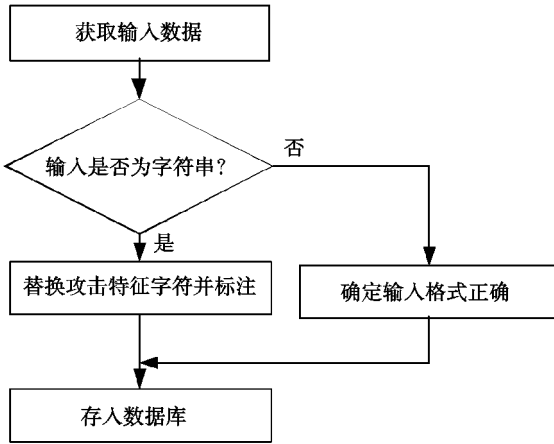 获取输入数据
输入是否为字符串？
否
是
替换攻击特征字符并标注
确定输入格式正确
存入数据库